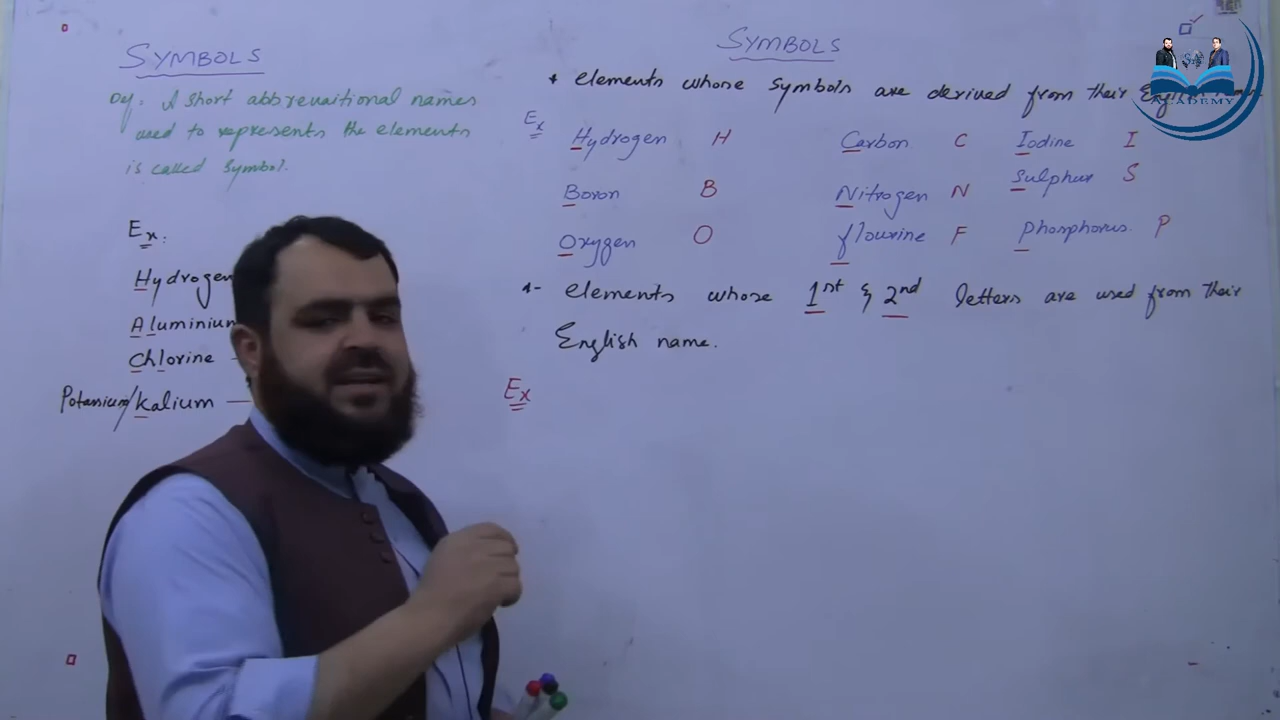 SYMBOLS
Def: A short abbrevaitional names
used to represents the elements
is called symbol.
Ex:
Hydrogen
Aluminium
Chlorine
Potassium/Kalium
SYMBOLS
* elements whose symbols are derived from their English
Ex
Hydrogen H Carbon C Iodine I
Boron B Nitrogen N Sulphur S
Oxygen O flourine F Phosphorus. P
elements whose 1st & 2nd letters are used from their
English name.
Ex
ACADEMY